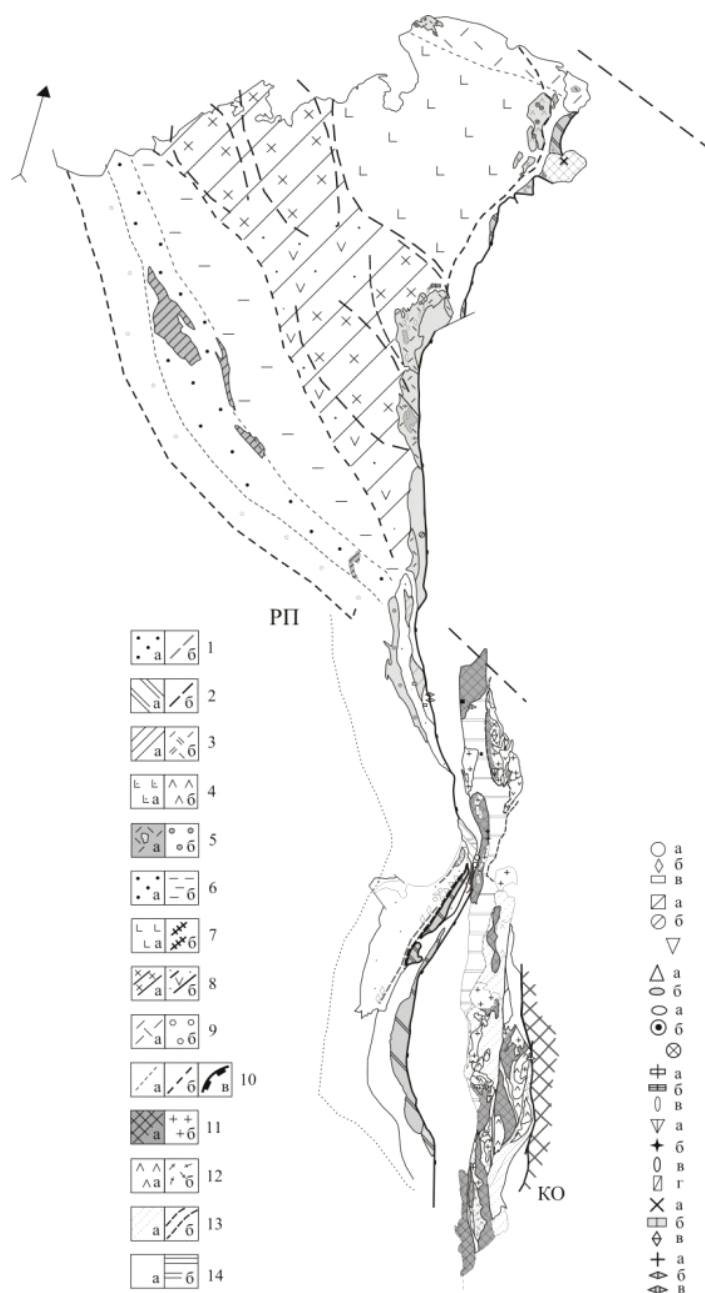 РП
а б 1
а б 2
а б 3
а б 4
а б 5
а б 6
а б 7
а б 8
а б 9
а б в 10
а б 11
а б 12
а б 13
а б 14
КО
а
б
в
а
б
а
б
а
б
а
б
в
а
б
в
г
а
б
в
а
б
в